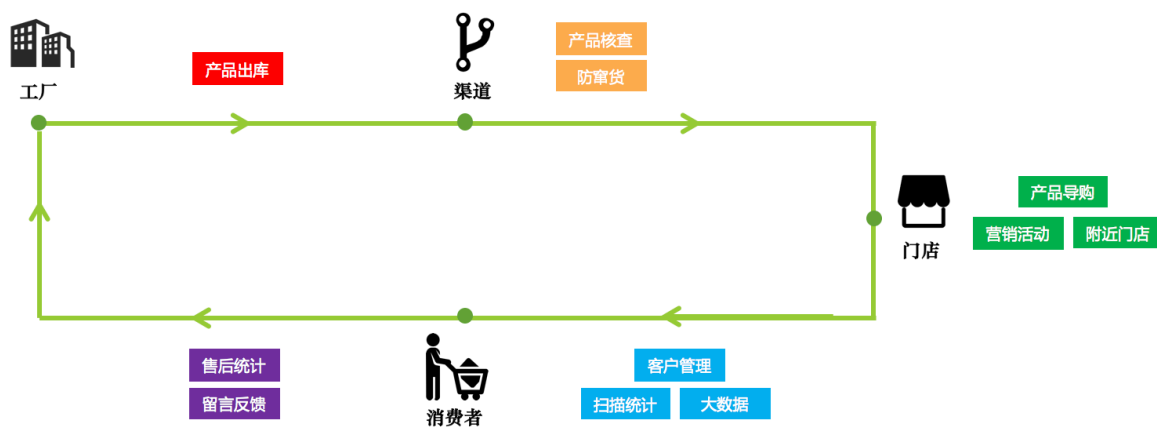 工厂
产品出库
渠道
产品核查
防窜货
门店
产品导购
营销活动
附近门店
客户管理
扫描统计
大数据
消费者
售后统计
留言反馈